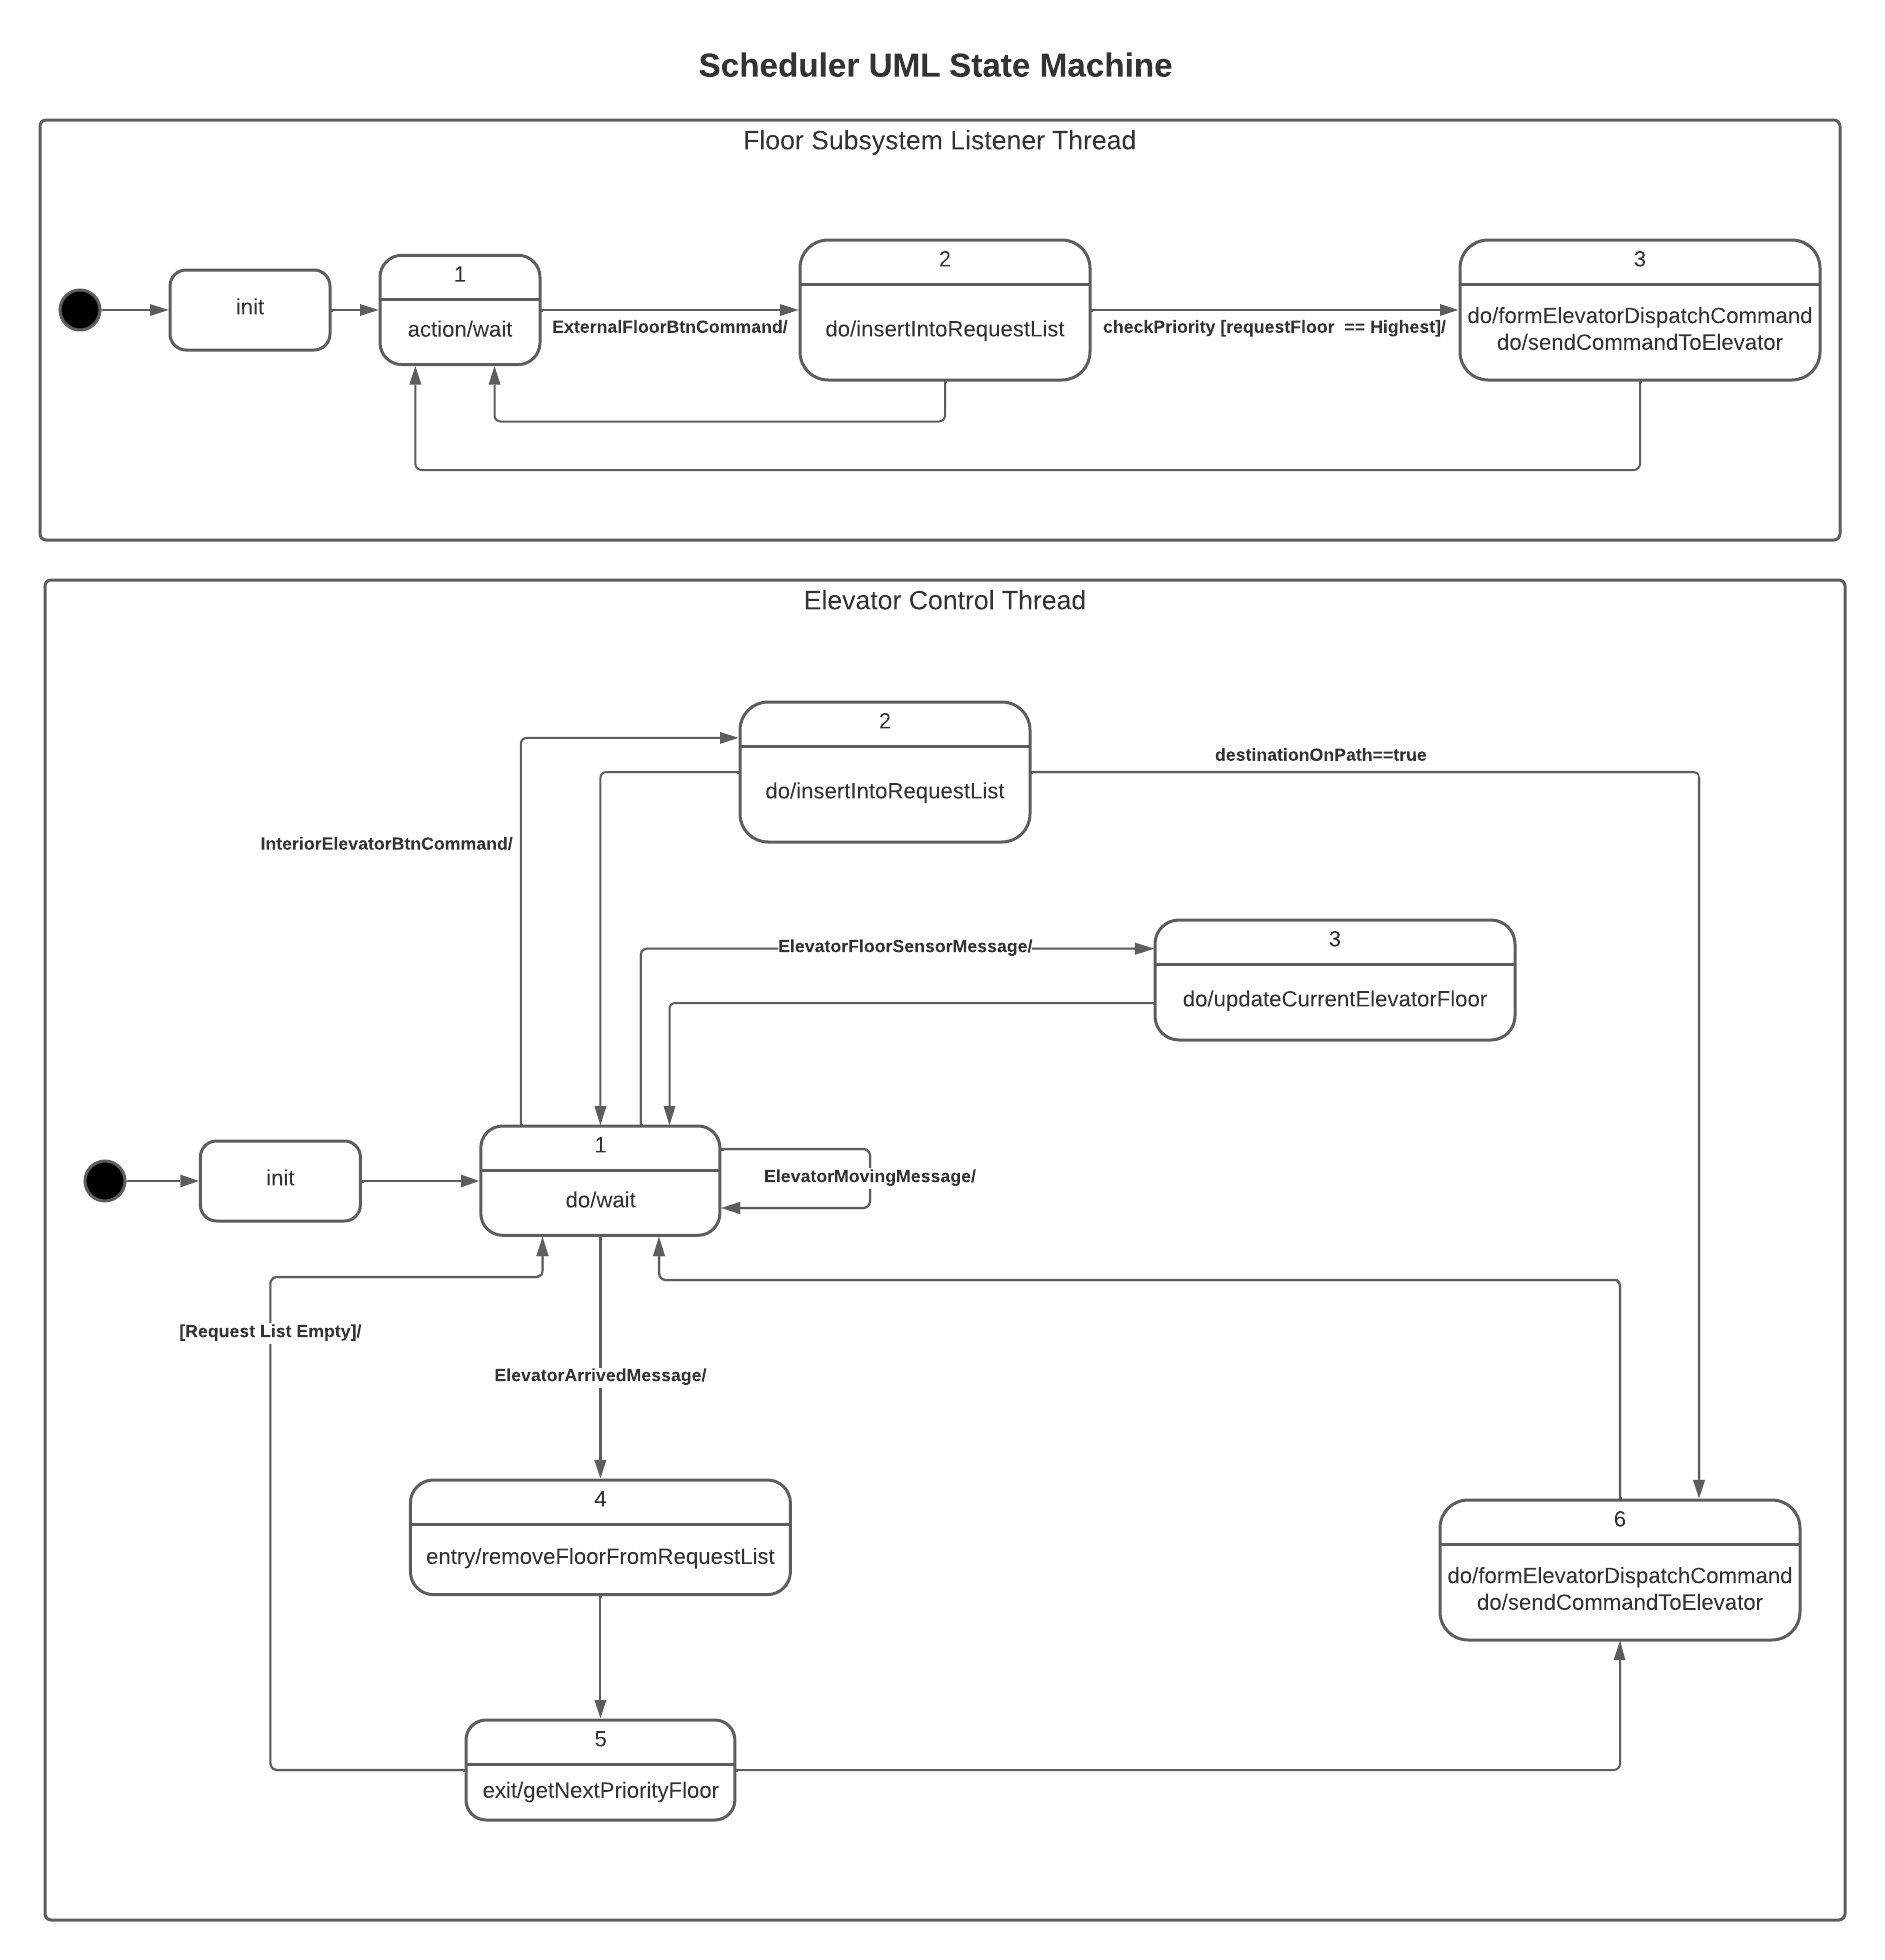 Scheduler UML State Machine
Floor Subsystem Listener Thread
init
1
action/wait
ExternalFloorBtnCommand/
2
do/insertIntoRequestList
checkPriority [requestFloor  == Highest]/
3
do/formElevatorDispatchCommand
do/sendCommandToElevator
Elevator Control Thread
2
do/insertIntoRequestList
destinationOnPath==true
InteriorElevatorBtnCommand/
ElevatorFloorSensorMessage/
3
do/updateCurrentElevatorFloor
init
1
do/wait
ElevatorMovingMessage/
[Request List Empty]/
ElevatorArrivedMessage/
4
entry/removeFloorFromRequestList
6
do/formElevatorDispatchCommand
do/sendCommandToElevator
5
exit/getNextPriorityFloor